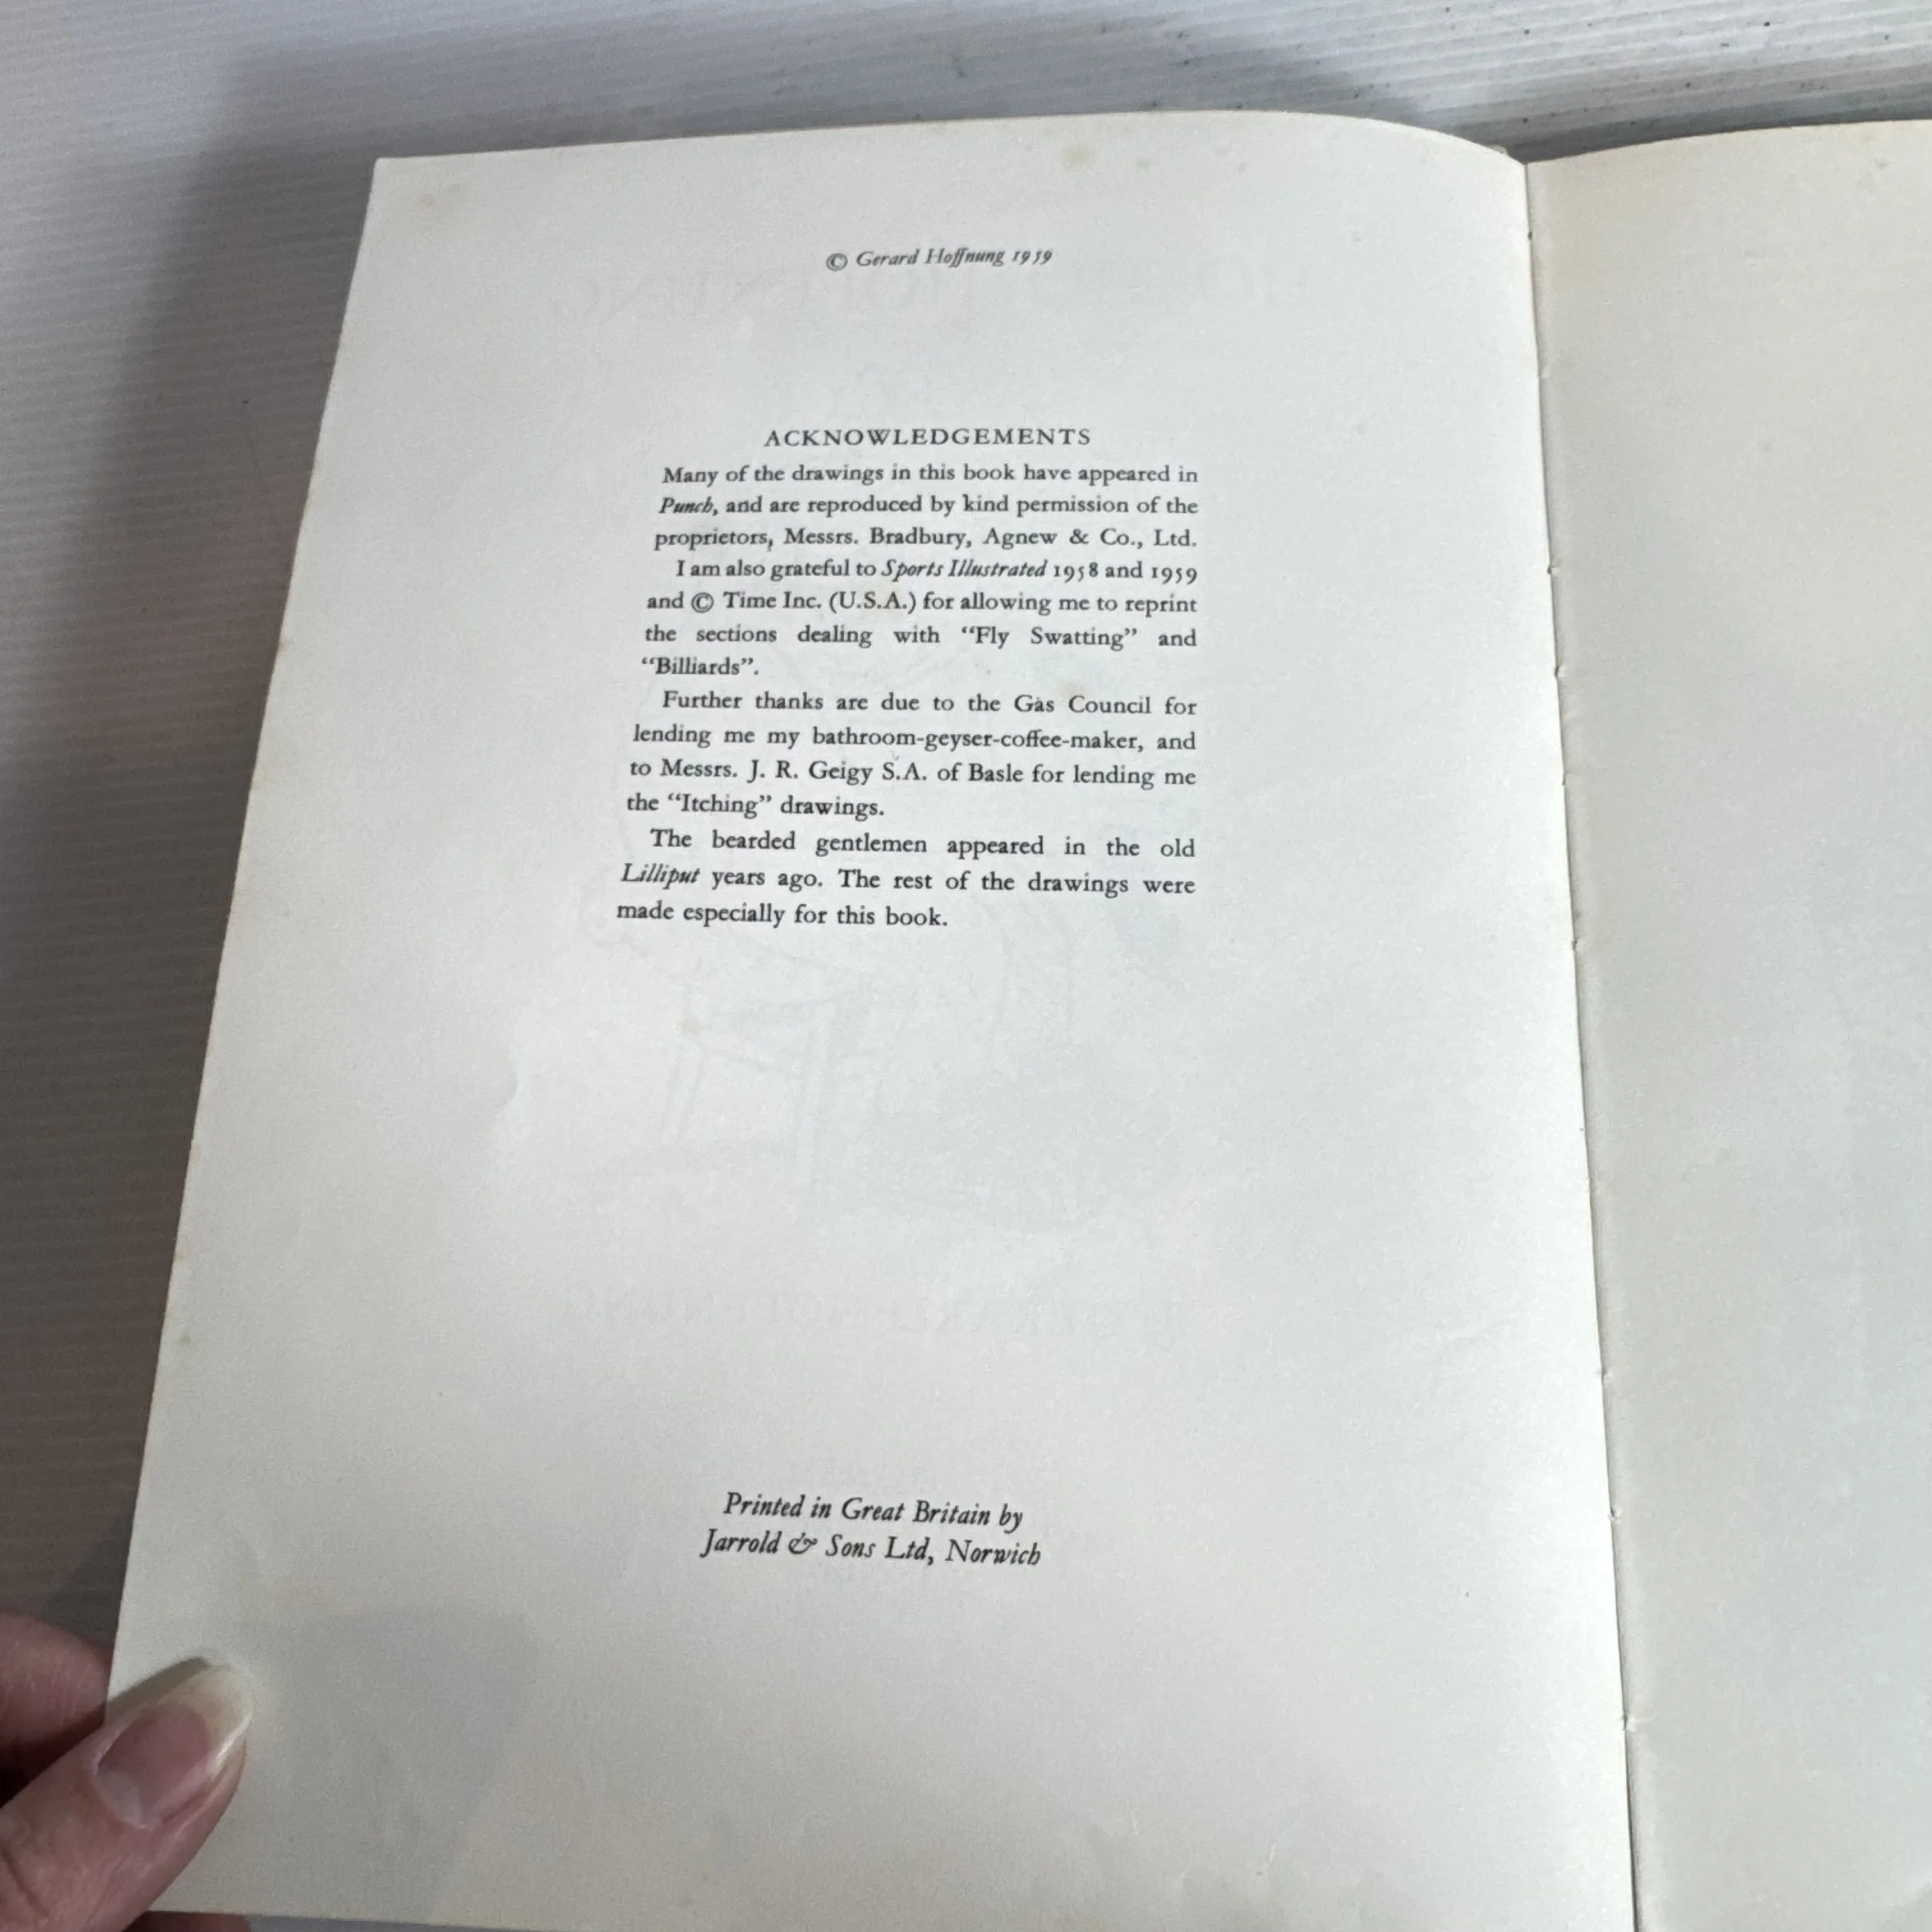 © Gerard Hoffnung 1959
ACKNOWLEDGEMENTS
Many of the drawings in this book have appeared in
Punch, and are reproduced by kind permission of the
proprietors, Messrs. Bradbury, Agnew & Co., Ltd.
I am also grateful to Sports Illustrated 1958 and 1959
and © Time Inc. (U.S.A.) for allowing me to reprint
the sections dealing with “Fly Swatting” and
“Billiards”.
Further thanks are due to the Gas Council for
lending me my bathroom-geyser-coffee-maker, and
to Messrs. J. R. Geigy S.A. of Basle for lending me
the “Itching” drawings.
The bearded gentlemen appeared in the old
Lilliput years ago. The rest of the drawings were
made especially for this book.
Printed in Great Britain by
Jarrold & Sons Ltd, Norwich